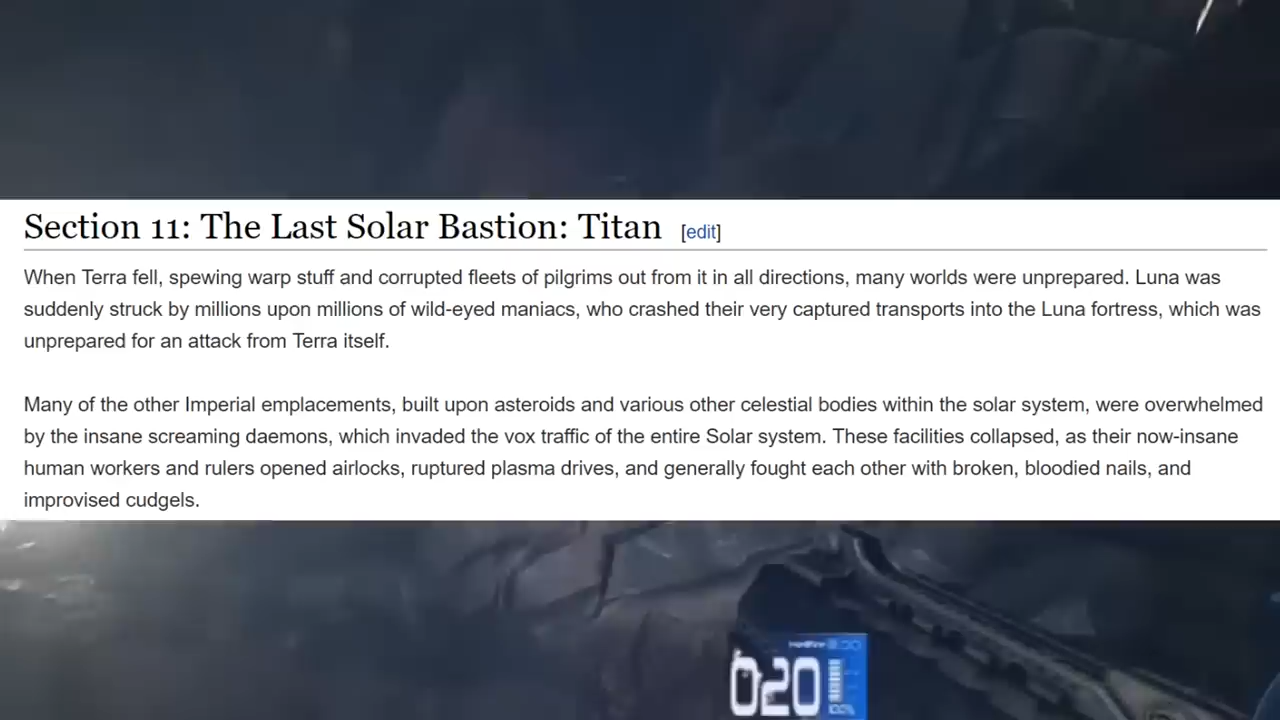 Section 11: The Last Solar Bastion: Titan [edit]
When Terra fell, spewing warp stuff and corrupted fleets of pilgrims out from it in all directions, many worlds were unprepared. Luna was
suddenly struck by millions upon millions of wild-eyed maniacs, who crashed their very captured transports into the Luna fortress, which was
unprepared for an attack from Terra itself.
Many of the other Imperial emplacements, built upon asteroids and various other celestial bodies within the solar system, were overwhelmed
by the insane screaming daemons, which invaded the vox traffic of the entire Solar system. These facilities collapsed, as their now-insane
human workers and rulers opened airlocks, ruptured plasma drives, and generally fought each other with broken, bloodied nails, and
improvised cudgels.
020